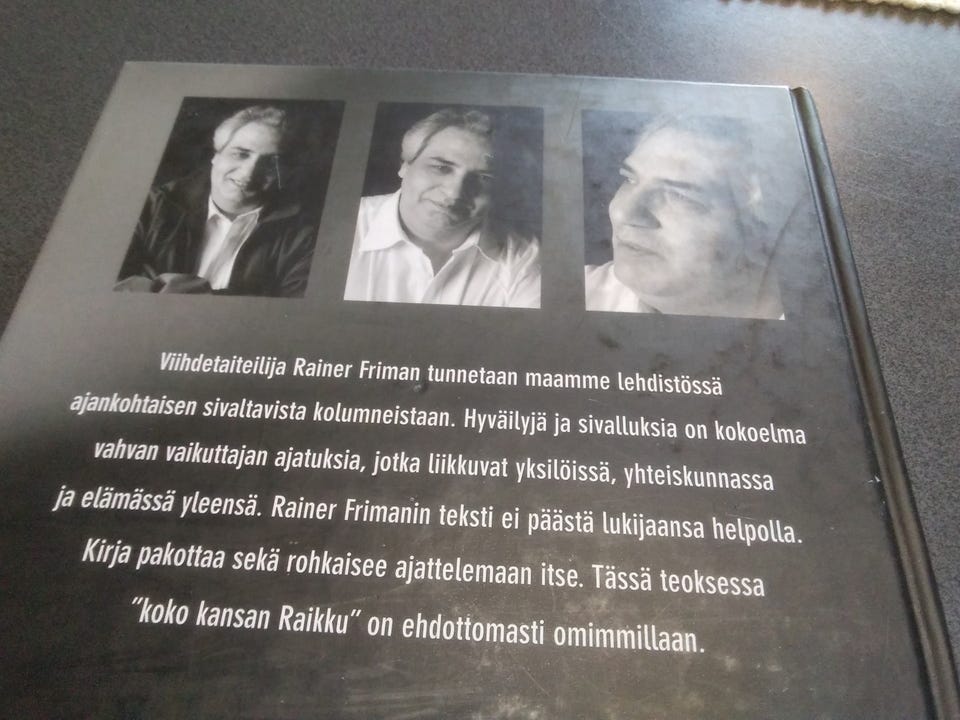 Viihdetaiteilija Rainer Friman tunnetaan maamme lehdistössä
ajankohtaisen sivaltavista kolumneistaan. Hyväilyjä ja sivalluksia on kokoelma
vahvan vaikuttajan ajatuksia, jotka liikkuvat yksilöissä, yhteiskunnassa
ja elämässä yleensä. Rainer Frimanin teksti ei päästä lukijaansa helpolla.
Kirja pakottaa sekä rohkaisee ajattelemaan itse. Tässä teoksessa
"koko kansan Raikku" on ehdottomasti omimmillaan.